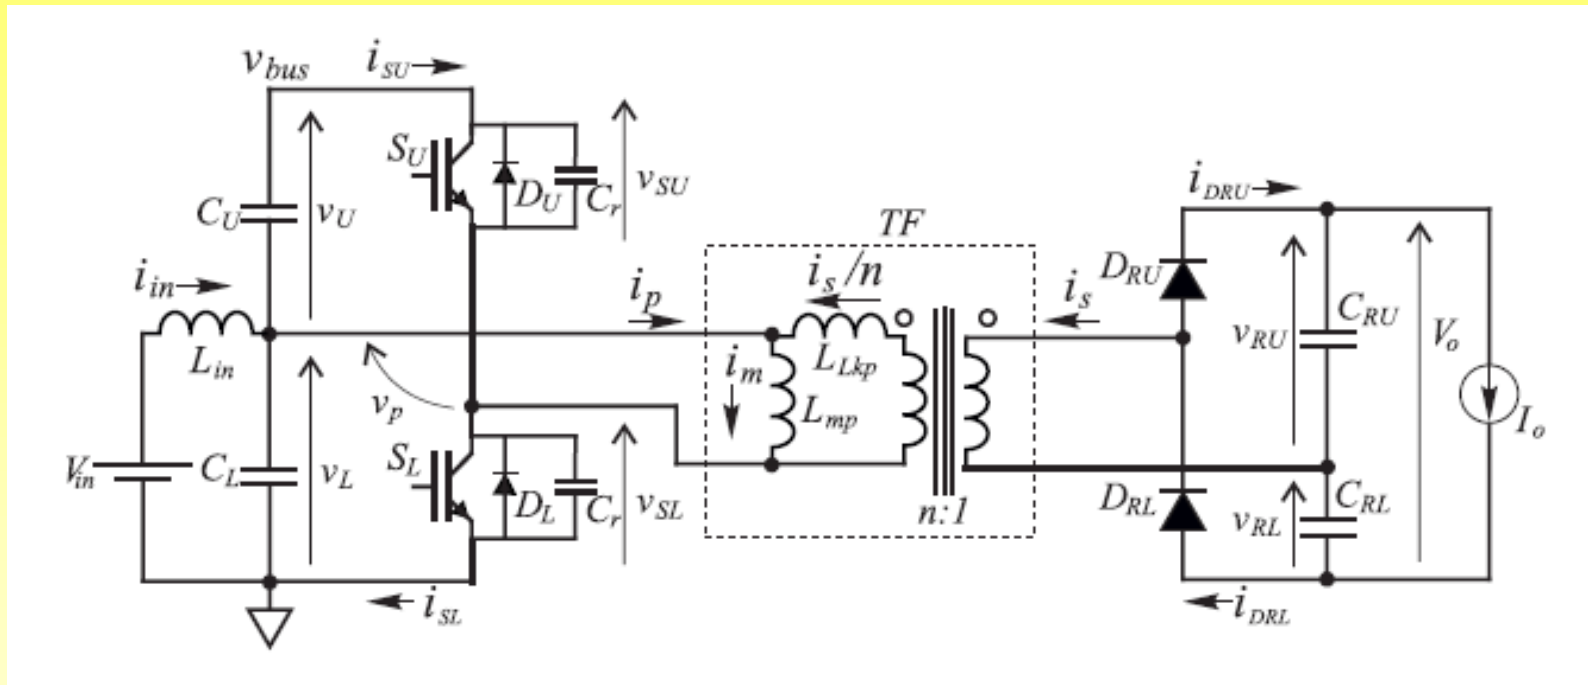 v_bus
i_SU
S_U
D_U
C_r
v_SU
C_U
v_U
TF
i_DRU
i_in
i_p
i_s/n
i_s
D_RU
C_RU
v_RU
V_o
L_in
i_m
L_Lkp
L_mp
v_p
V_in
C_L
v_L
S_L
D_L
C_r
v_SL
n:1
D_RL
v_RL
C_RL
I_o
i_SL
i_DRL